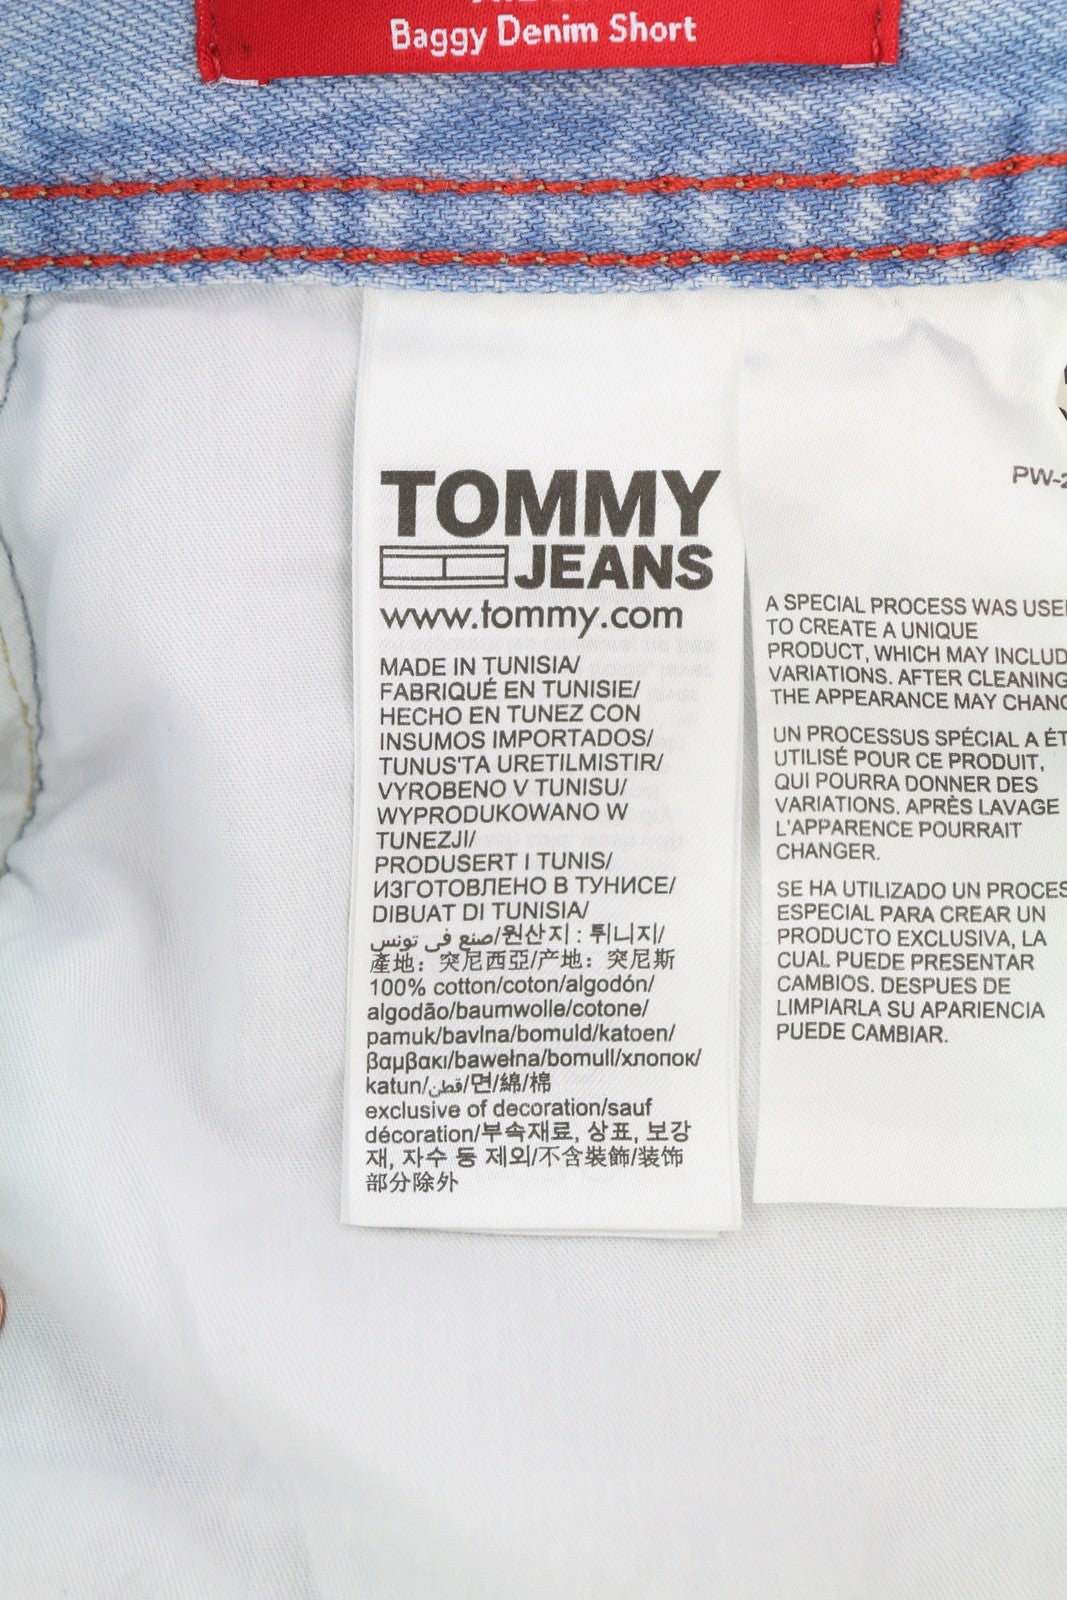 Baggy Denim Short
TOMMY
JEANS
www.tommy.com
MADE IN TUNISIA/
FABRIQUÉ EN TUNISIE/
HECHO EN TUNEZ CON
INSUMOS IMPORTADOS/
TUNUS'TA URETILMISTIR/
VYROBENO V TUNISU/
WYPRODUKOWANO W
TUNEZJI/
PRODUSERT I TUNIS/
ИЗГОТОВЛЕНО В ТУНИСЕ/
DIBUAT DI TUNISIA/
صنع في تونس/원산지 : 튀니지/
產地：突尼西亞/产地：突尼斯
100% cotton/coton/algodón/
algodão/baumwolle/cotone/
pamuk/bavlna/bomuld/katoen/
βαμβακι/bawełna/bomull/хлопок/
katun/قطن/면/綿/棉
exclusive of decoration/sauf
décoration/부속재료, 상표, 보강
재, 자수 등 제외/不含裝飾/装饰
部分除外
PW-2
A SPECIAL PROCESS WAS USE
TO CREATE A UNIQUE
PRODUCT, WHICH MAY INCLUD
VARIATIONS. AFTER CLEANING
THE APPEARANCE MAY CHANG
UN PROCESSUS SPÉCIAL A ÉT
UTILISÉ POUR CE PRODUIT,
QUI POURRA DONNER DES
VARIATIONS. APRÈS LAVAGE
L'APPARENCE POURRAIT
CHANGER.
SE HA UTILIZADO UN PROCES
ESPECIAL PARA CREAR UN
PRODUCTO EXCLUSIVA, LA
CUAL PUEDE PRESENTAR
CAMBIOS. DESPUES DE
LIMPIARLA SU APARIENCIA
PUEDE CAMBIAR.